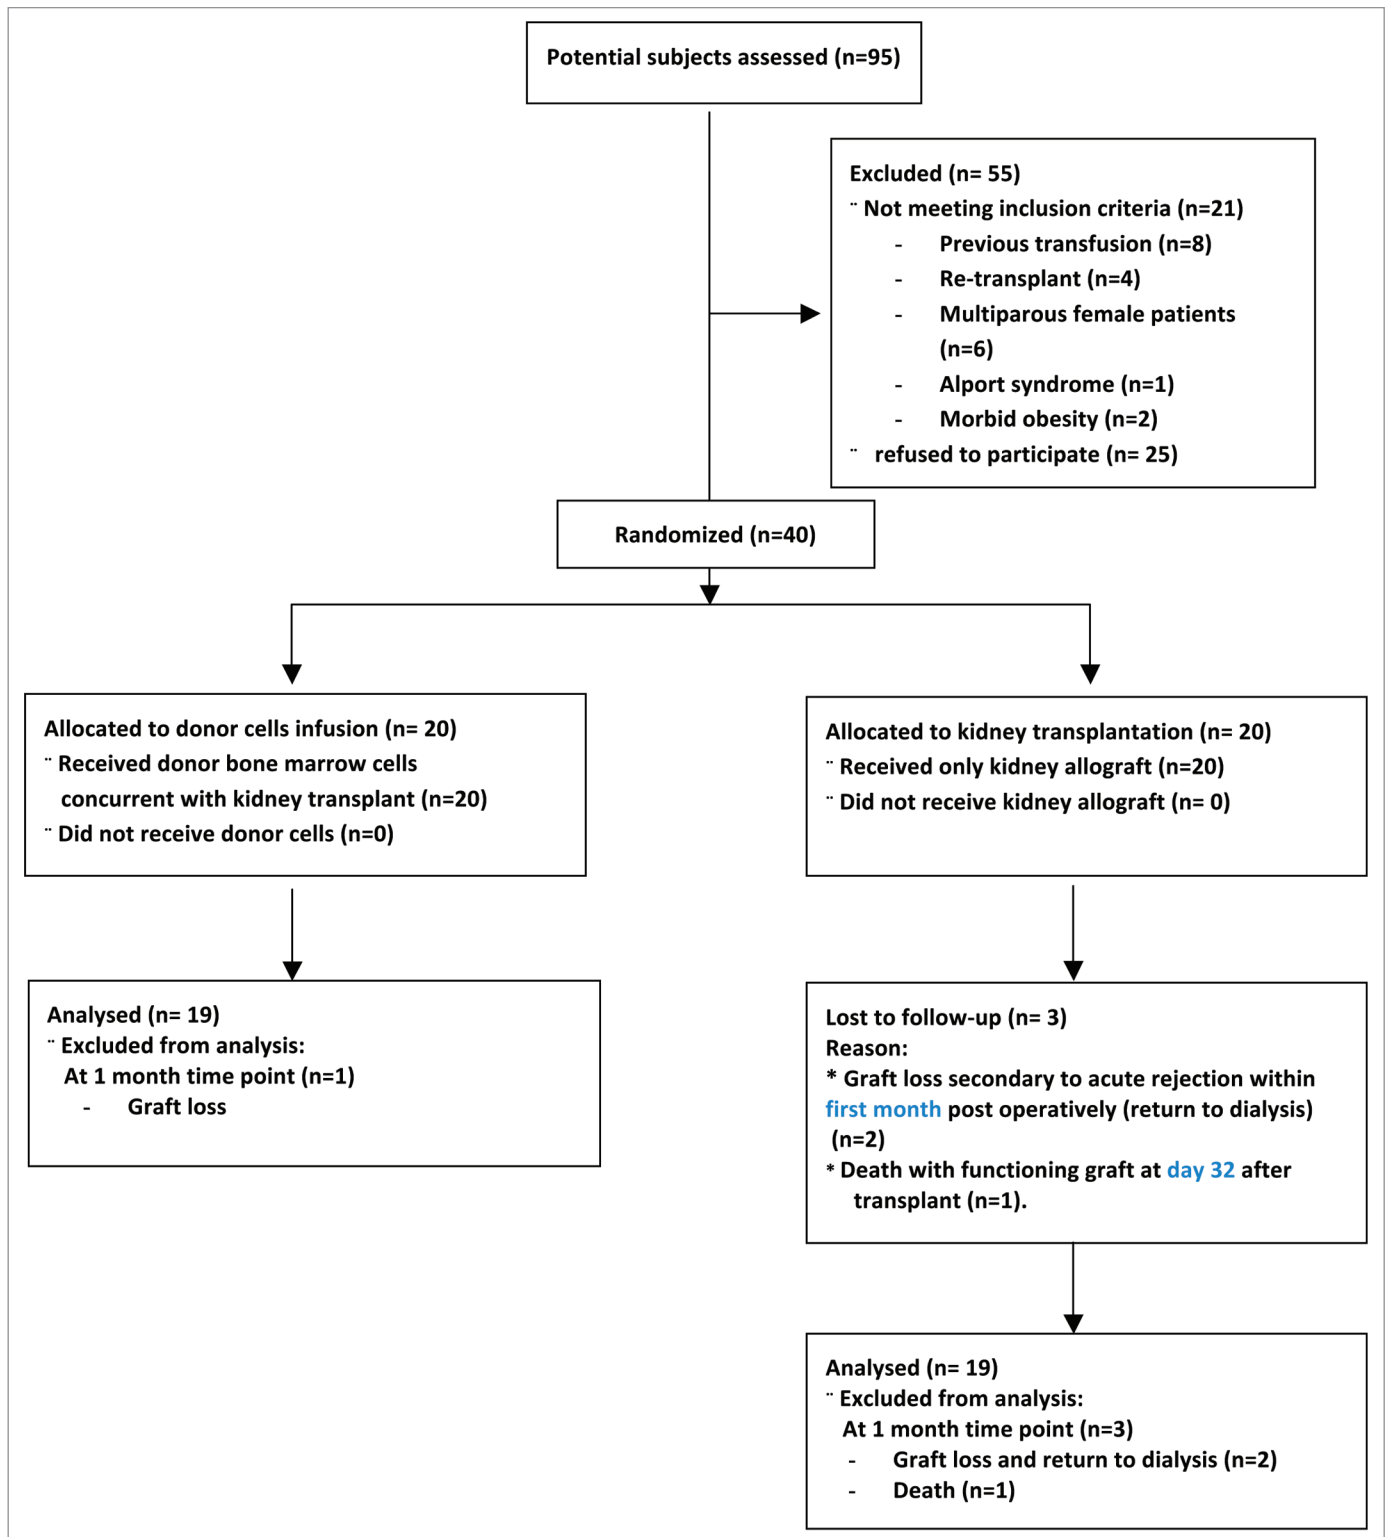 Potential subjects assessed (n=95)
Excluded (n= 55)
¨ Not meeting inclusion criteria (n=21)
- Previous transfusion (n=8)
- Re-transplant (n=4)
- Multiparous female patients
(n=6)
- Alport syndrome (n=1)
- Morbid obesity (n=2)
¨ refused to participate (n= 25)
Randomized (n=40)
Allocated to donor cells infusion (n= 20)
¨ Received donor bone marrow cells
concurrent with kidney transplant (n=20)
¨ Did not receive donor cells (n=0)
Allocated to kidney transplantation (n= 20)
¨ Received only kidney allograft (n=20)
¨ Did not receive kidney allograft (n= 0)
Analysed (n= 19)
¨ Excluded from analysis:
At 1 month time point (n=1)
- Graft loss
Lost to follow-up (n= 3)
Reason:
* Graft loss secondary to acute rejection within
first month post operatively (return to dialysis)
(n=2)
* Death with functioning graft at day 32 after
transplant (n=1).
Analysed (n= 19)
¨ Excluded from analysis:
At 1 month time point (n=3)
- Graft loss and return to dialysis (n=2)
- Death (n=1)